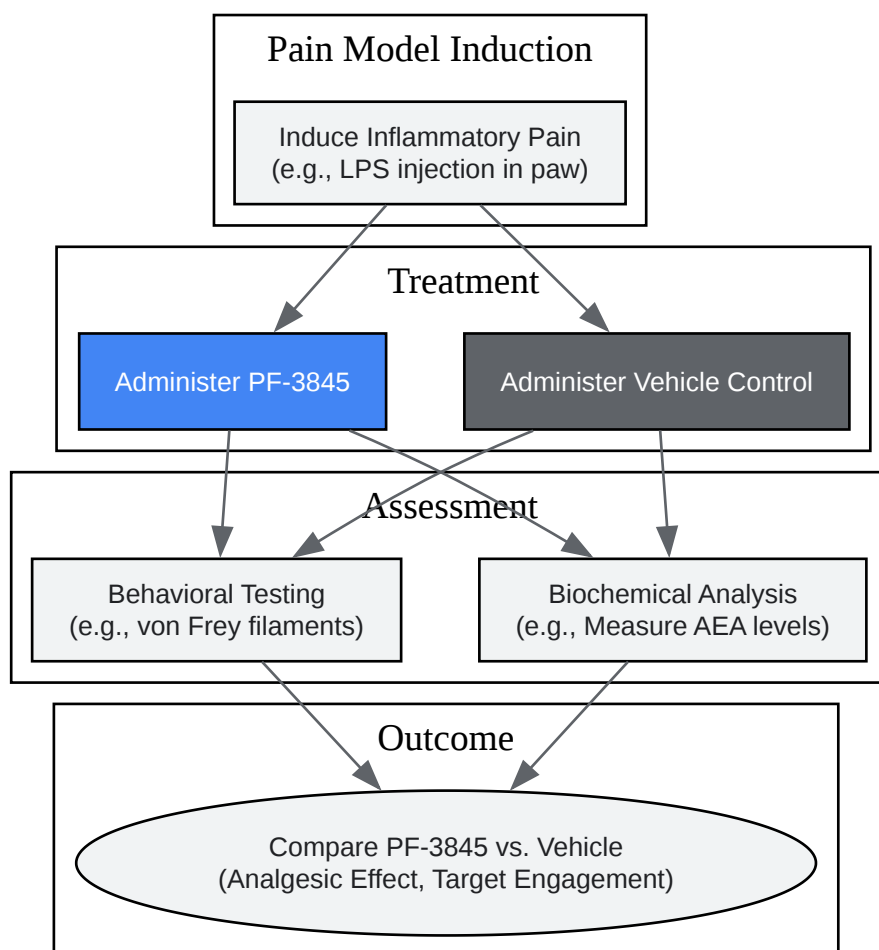 Pain Model Induction
Induce Inflammatory Pain
(e.g., LPS injection in paw)
Treatment
Administer PF-3845
Administer Vehicle Control
Assessment
Behavioral Testing
(e.g., von Frey filaments)
Biochemical Analysis
(e.g., Measure AEA levels)
Outcome
Compare PF-3845 vs. Vehicle
(Analgesic Effect, Target Engagement)